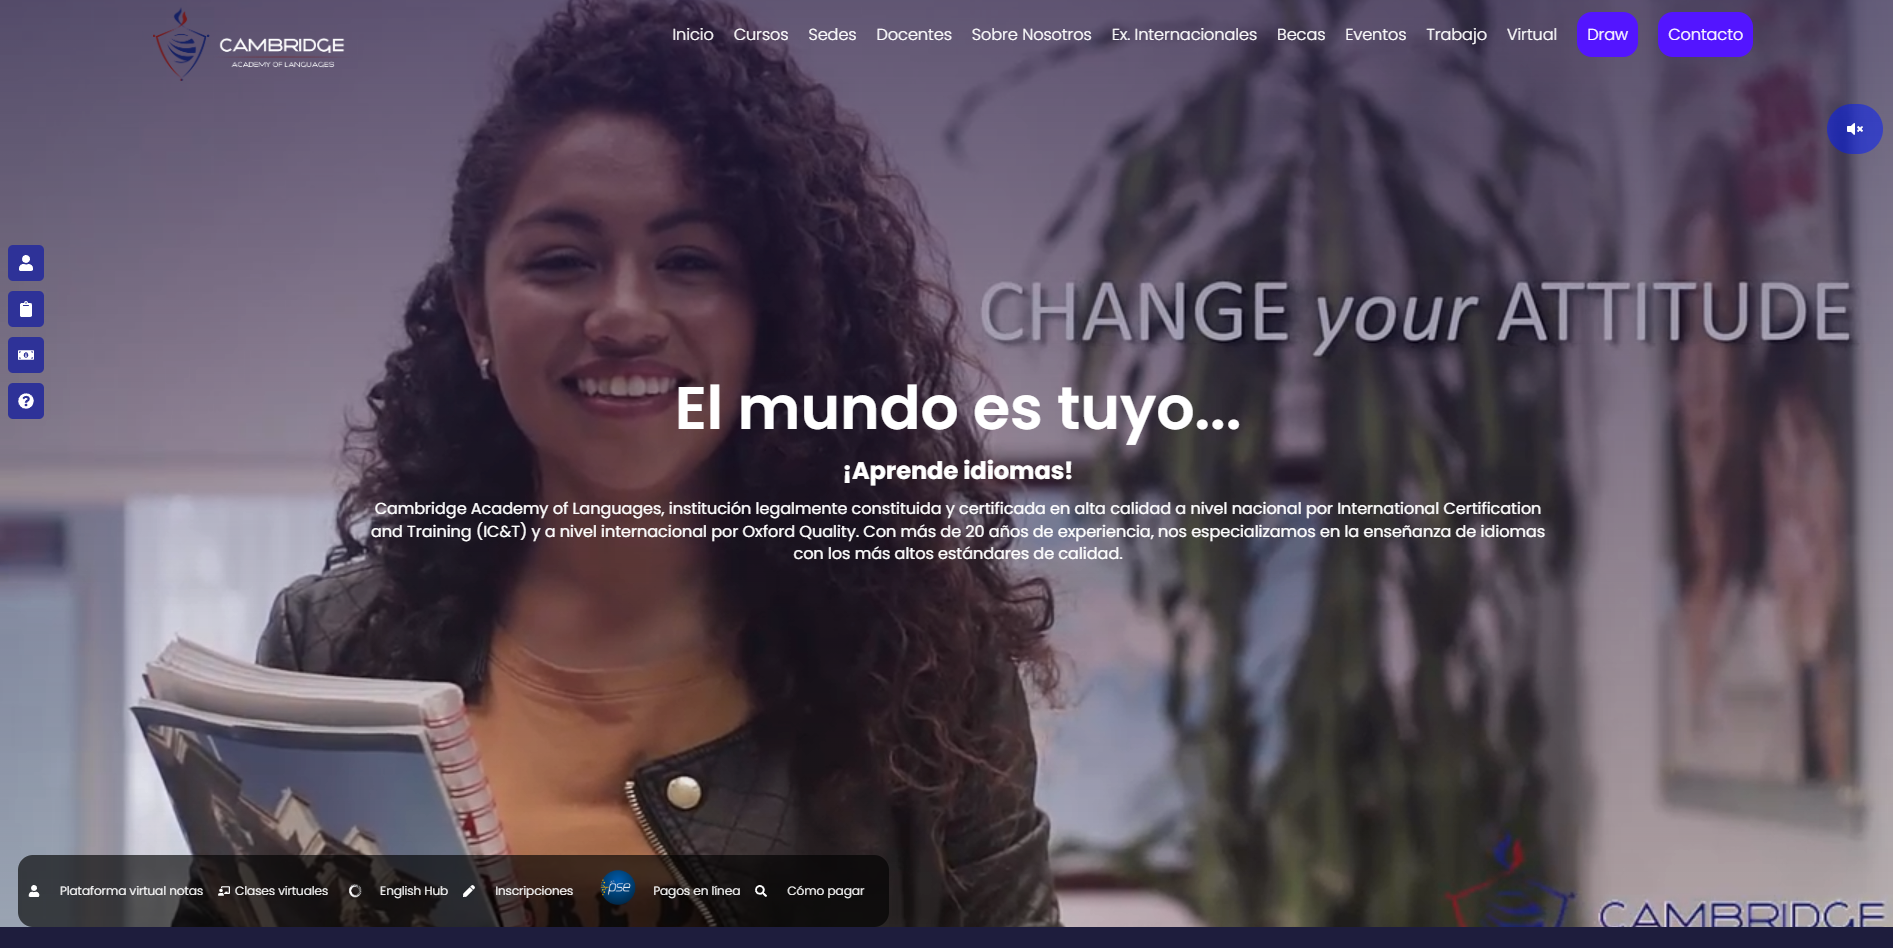 CAMBRIDGE
ACADEMY OF LANGUAGES
Inicio Cursos Sedes Docentes Sobre Nosotros Ex. Internacionales Becas Eventos Trabajo Virtual Draw Contacto
CHANGE your ATTITUDE
El mundo es tuyo...
¡Aprende idiomas!
Cambridge Academy of Languages, institución legalmente constituida y certificada en alta calidad a nivel nacional por International Certification
and Training (IC&T) y a nivel internacional por Oxford Quality. Con más de 20 años de experiencia, nos especializamos en la enseñanza de idiomas
con los más altos estándares de calidad.
Plataforma virtual notas Clases virtuales English Hub Inscripciones pse Pagos en línea Cómo pagar
CAMBRIDGE